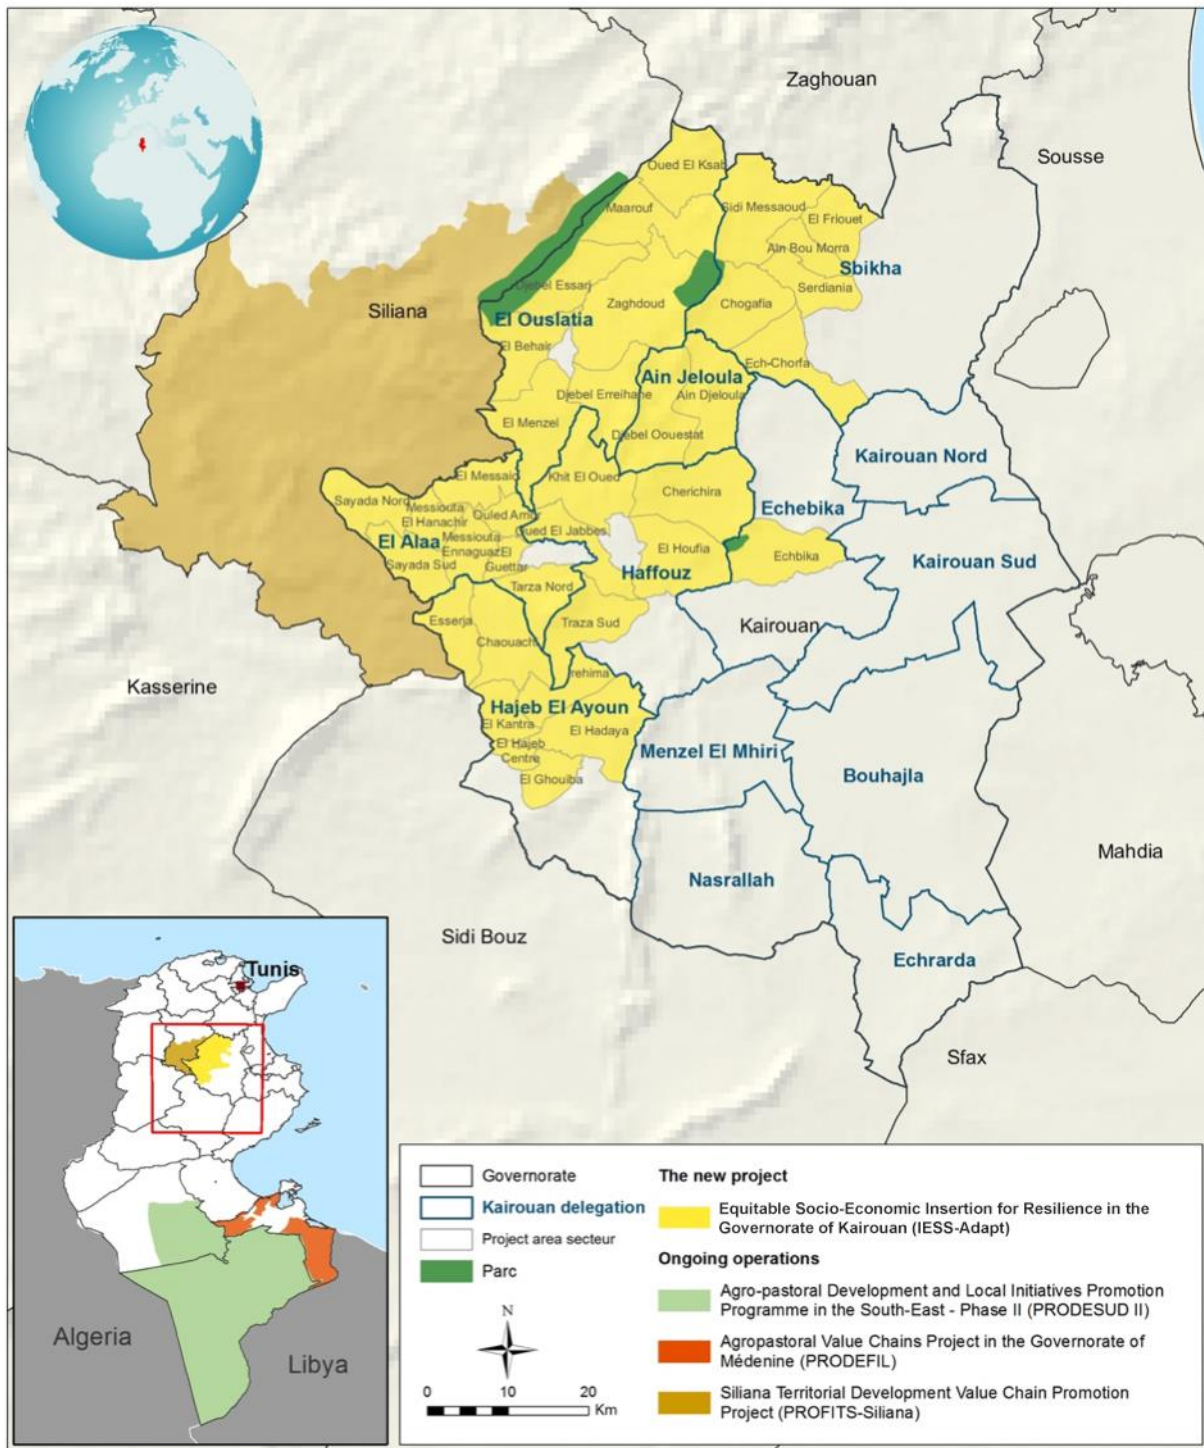 Zaghouan
Sousse
Oued El Ksab
Maarouf
Sidi Messaoud
El Friouet
Ain Bou Morra
Sbikha
Djebel Essarj
Zaghdoud
Chogafia
Serdiania
Siliana
El Ouslatia
El Behair
Ech-Chorfa
Ain Jeloula
Djebel Erreihane
Ain Djeloula
El Menzel
Djebel Oouestat
Kairouan Nord
El Messaid
Khit El Oued
Cherichira
Sayada Nord
Messiouta
El Hanachir
Ouled Amor
Echebika
El Alaa
Messiouta
Ennaguaz
Oued El Jabbes
El Houfia
Echbika
Sayada Sud
El
Guettar
Haffouz
Kairouan Sud
Tarza Nord
Esserja
Traza Sud
Kairouan
Chaouachi
Kasserine
rehima
Hajeb El Ayoun
El Kantra
El Hadaya
El Hajeb
Centre
Menzel El Mhiri
El Ghouiba
Bouhajla
Mahdia
Nasrallah
Sidi Bouz
Echrarda
Sfax
Tunis
Algeria
Libya
Governorate
Kairouan delegation
Project area secteur
Parc
N
0 10 20
Km
The new project
Equitable Socio-Economic Insertion for Resilience in the
Governorate of Kairouan (IESS-Adapt)
Ongoing operations
Agro-pastoral Development and Local Initiatives Promotion
Programme in the South-East - Phase II (PRODESUD II)
Agropastoral Value Chains Project in the Governorate of
Médenine (PRODEFIL)
Siliana Territorial Development Value Chain Promotion
Project (PROFITS-Siliana)